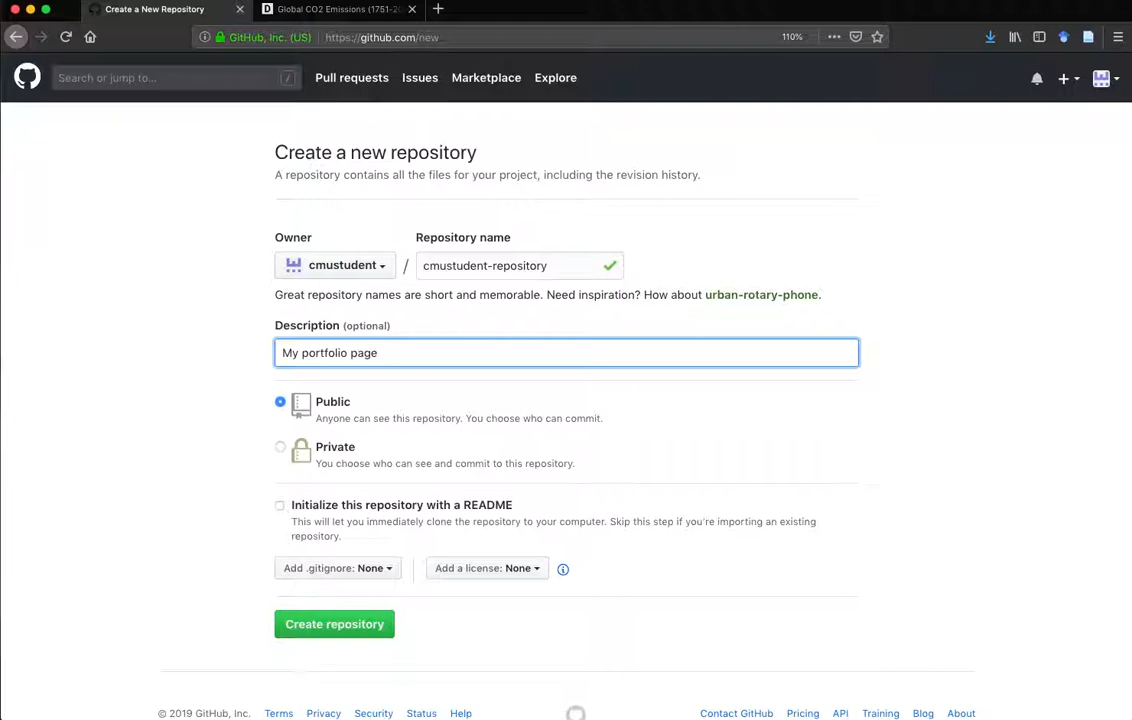 Create a New Repository
Global CO2 Emissions (1751-20
GitHub, Inc. (US) https://github.com/new 110%
Search or jump to... / Pull requests Issues Marketplace Explore
Create a new repository
A repository contains all the files for your project, including the revision history.
Owner Repository name
cmustudent / cmustudent-repository
Great repository names are short and memorable. Need inspiration? How about urban-rotary-phone.
Description (optional)
My portfolio page
Public
Anyone can see this repository. You choose who can commit.
Private
You choose who can see and commit to this repository.
Initialize this repository with a README
This will let you immediately clone the repository to your computer. Skip this step if you're importing an existing
repository.
Add .gitignore: None Add a license: None
Create repository
© 2019 GitHub, Inc. Terms Privacy Security Status Help Contact GitHub Pricing API Training Blog About